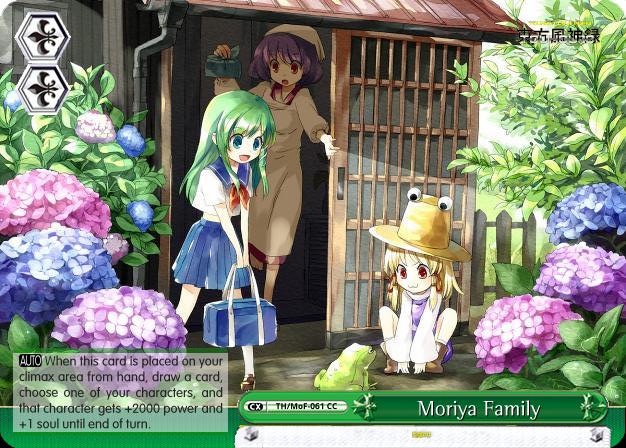 東方風神録
AUTO When this card is placed on your
climax area from hand, draw a card,
choose one of your characters, and
that character gets +2000 power and
+1 soul until end of turn.
CX TH/MoF-061 CC Moriya Family